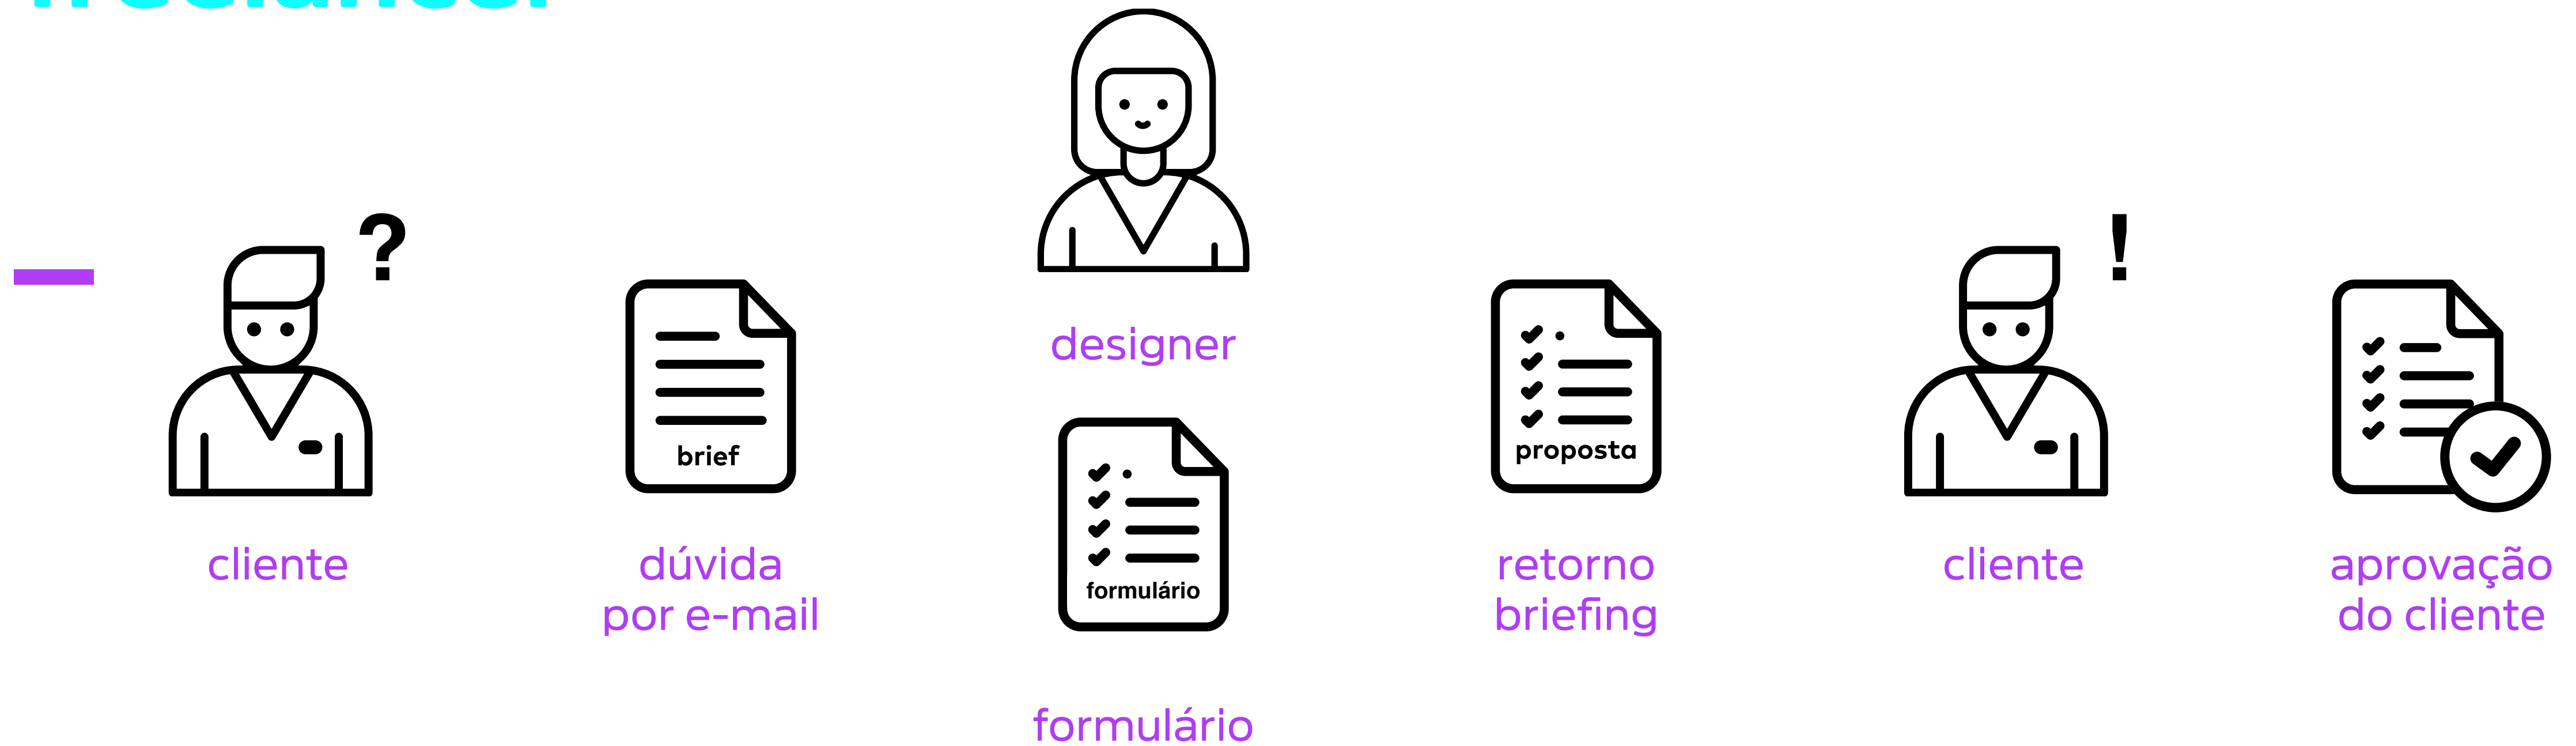 ?
!
designer
brief
proposta
formulário
cliente
dúvida
por e-mail
retorno
briefing
cliente
aprovação
do cliente
formulário